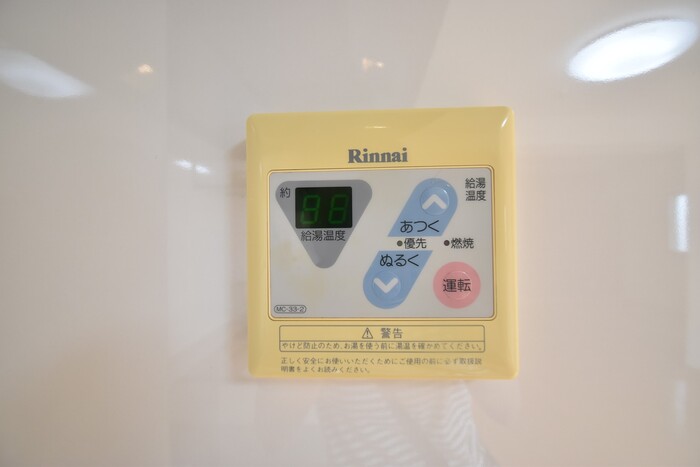 Rinnai
約
給湯温度
給湯
温度
あつく
●優先 ●燃焼
ぬるく
運転
MC-33-2
⚠ 警告
やけど防止のため、お湯を使う前に湯温を確かめてください。
正しく安全にお使いいただくためにご使用の前に必ず取扱説
明書をよくお読みください。